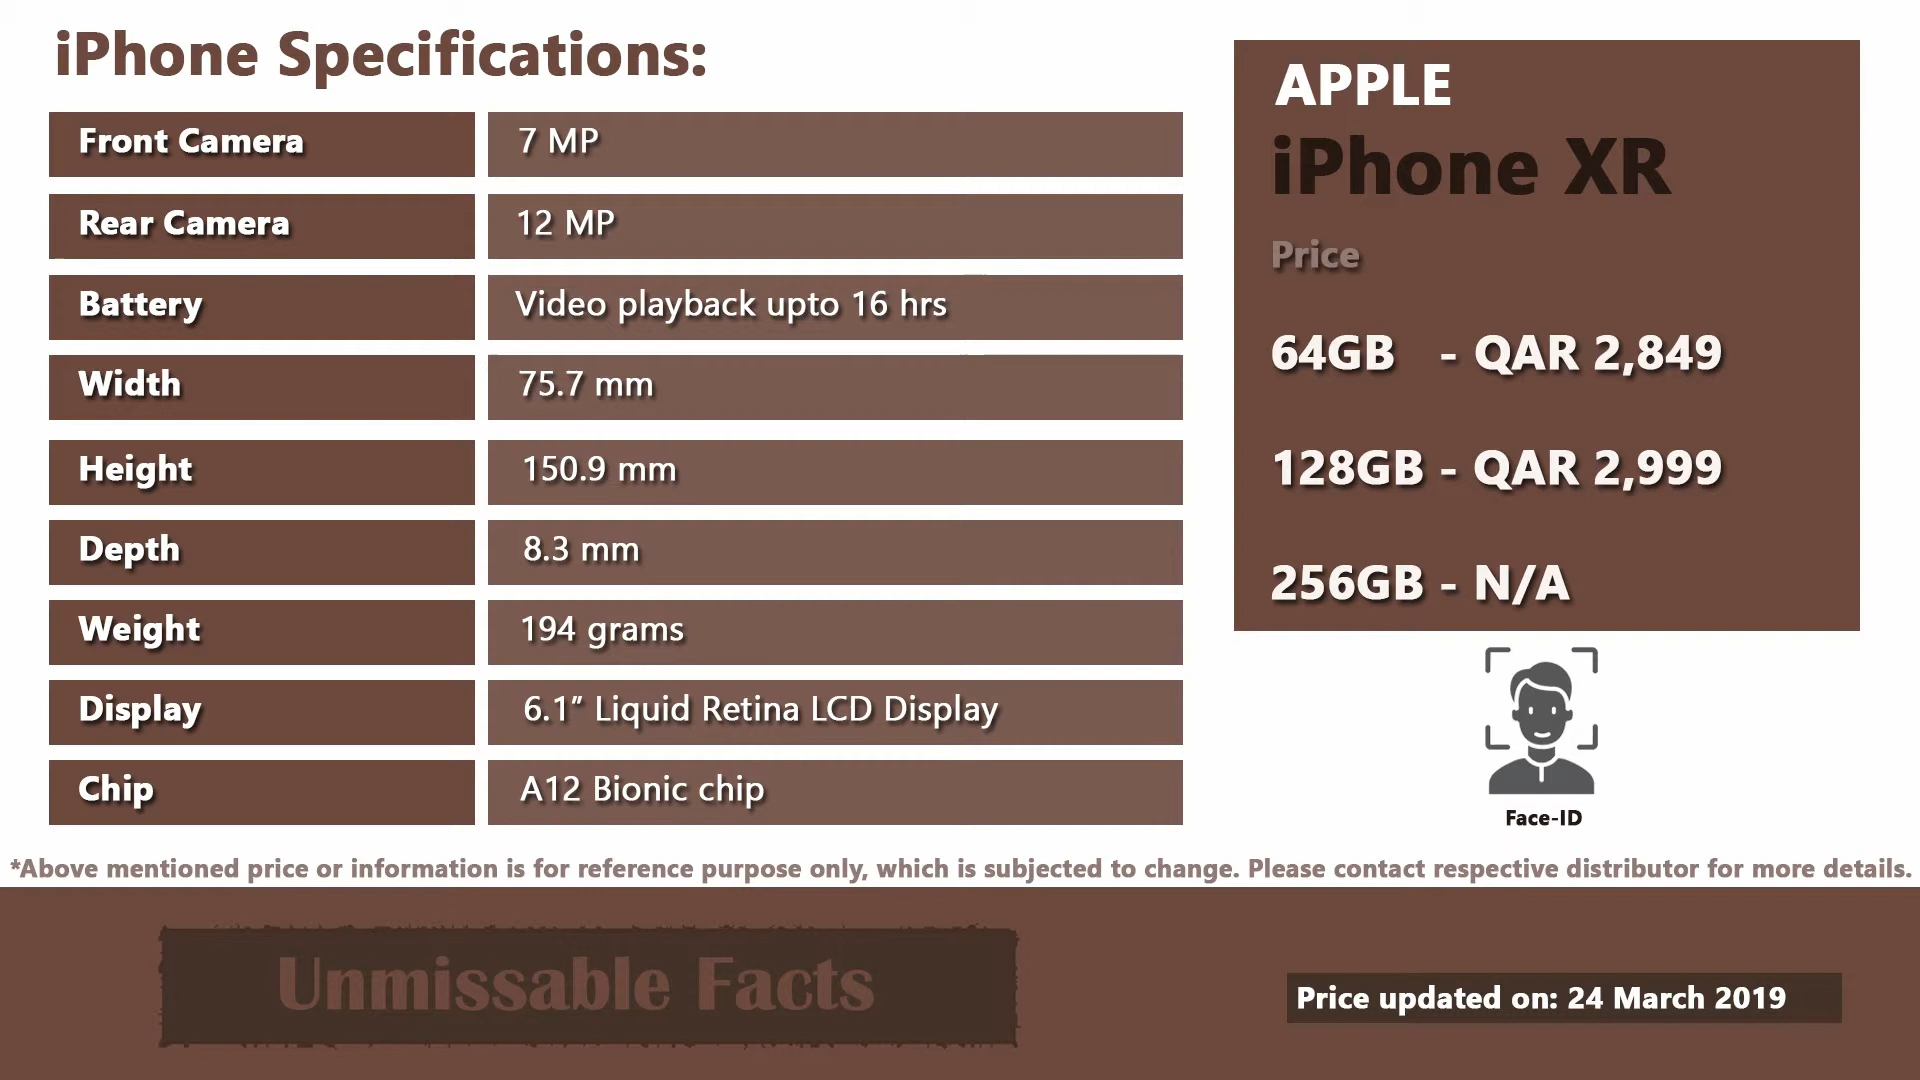 iPhone Specifications:
Front Camera 7 MP
Rear Camera 12 MP
Battery Video playback upto 16 hrs
Width 75.7 mm
Height 150.9 mm
Depth 8.3 mm
Weight 194 grams
Display 6.1” Liquid Retina LCD Display
Chip A12 Bionic chip
APPLE
iPhone XR
Price
64GB - QAR 2,849
128GB - QAR 2,999
256GB - N/A
Face-ID
*Above mentioned price or information is for reference purpose only, which is subjected to change. Please contact respective distributor for more details.
Unmissable Facts
Price updated on: 24 March 2019